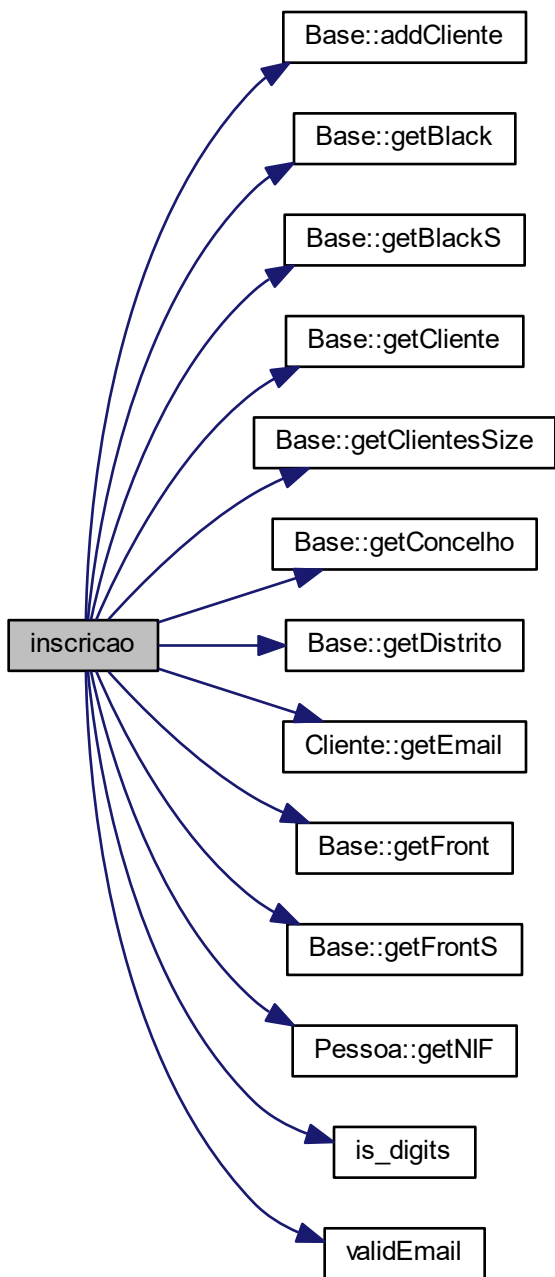 Base::addCliente
Base::getBlack
Base::getBlackS
Base::getCliente
Base::getClientesSize
Base::getConcelho
inscricao
Base::getDistrito
Cliente::getEmail
Base::getFront
Base::getFrontS
Pessoa::getNIF
is_digits
validEmail